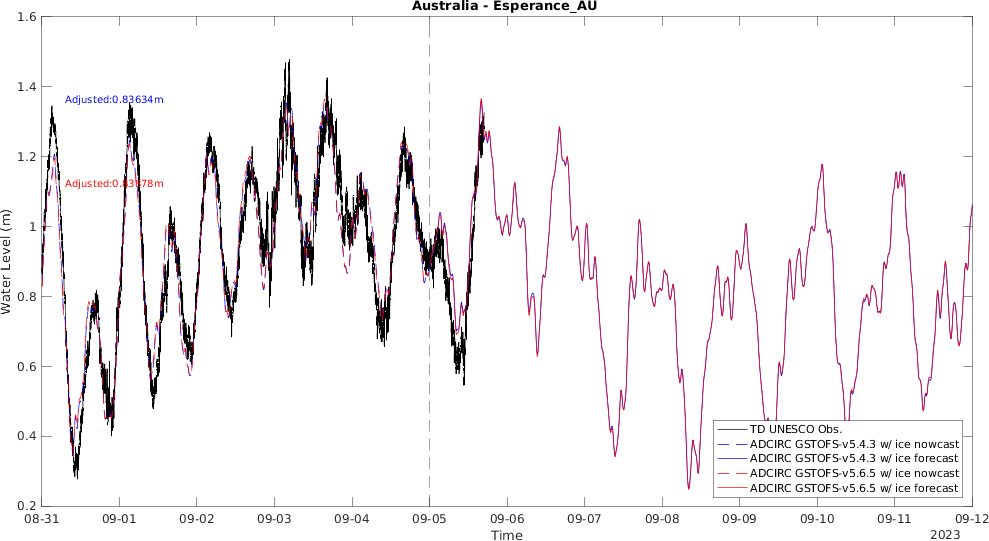 Australia - Esperance_AU
1.6
1.4
1.2
1
0.8
0.6
0.4
0.2
Water Level (m)
Adjusted:0.83634m
Adjusted:0.83878m
TD UNESCO Obs.
ADCIRC GSTOFS-v5.4.3 w/ ice nowcast
ADCIRC GSTOFS-v5.4.3 w/ ice forecast
ADCIRC GSTOFS-v5.6.5 w/ ice nowcast
ADCIRC GSTOFS-v5.6.5 w/ ice forecast
08-31 09-01 09-02 09-03 09-04 09-05 09-06 09-07 09-08 09-09 09-10 09-11 09-12
Time
2023